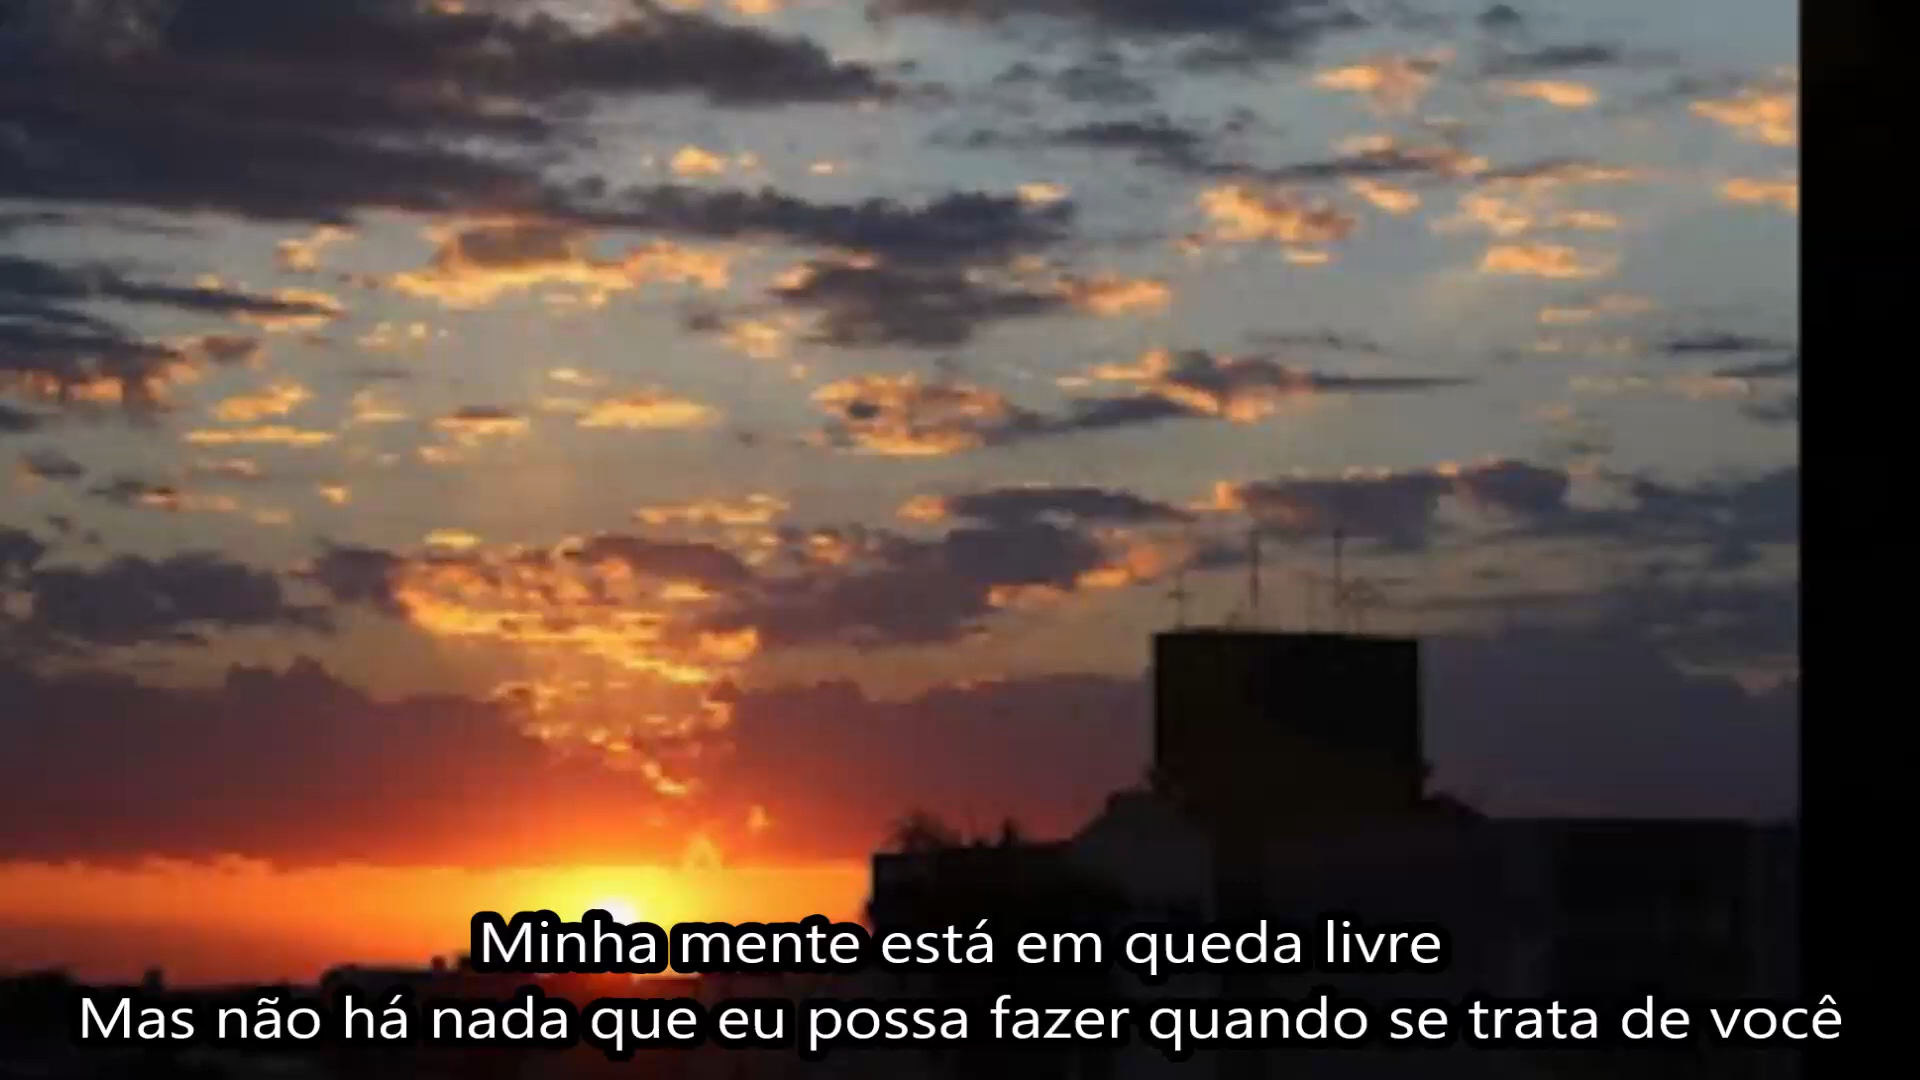 Minha mente está em queda livre
Mas não há nada que eu possa fazer quando se trata de você